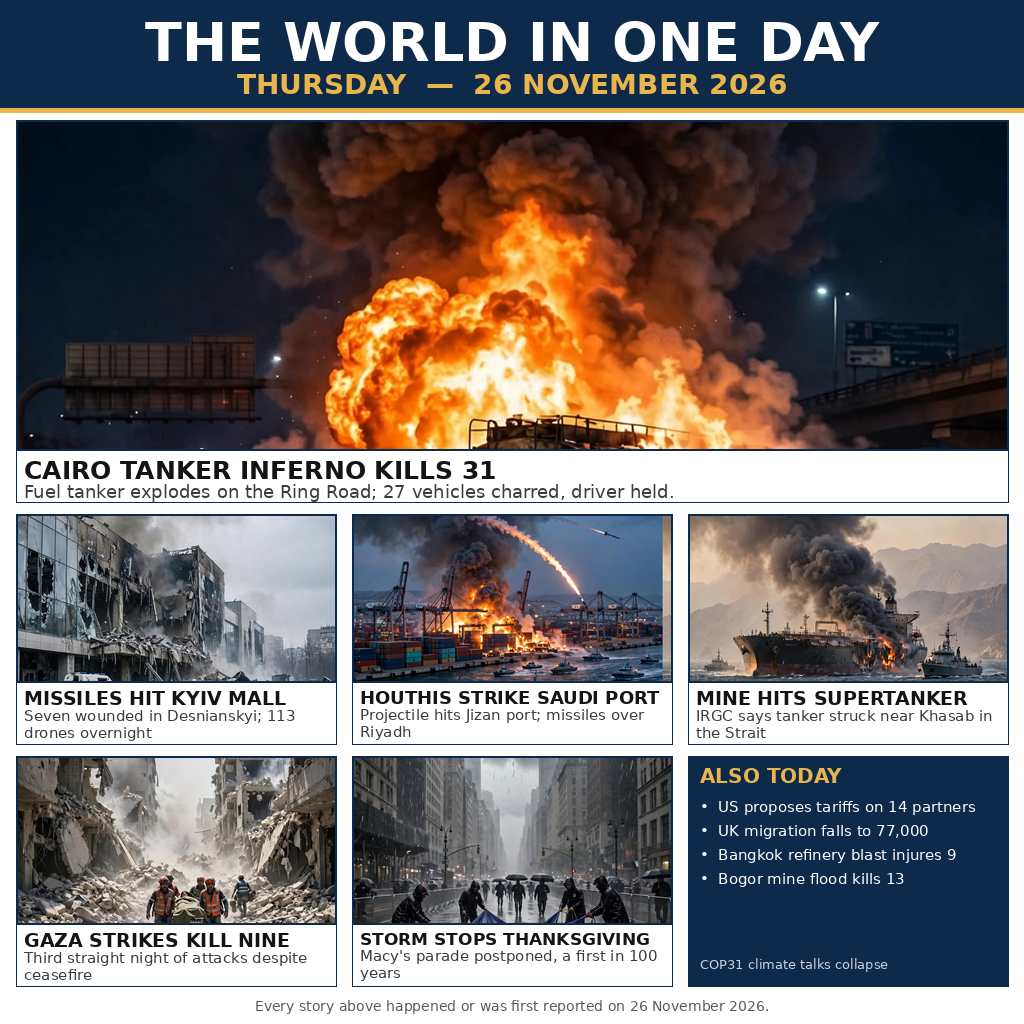 THE WORLD IN ONE DAY
THURSDAY — 26 NOVEMBER 2026
CAIRO TANKER INFERNO KILLS 31
Fuel tanker explodes on the Ring Road; 27 vehicles charred, driver held.
MISSILES HIT KYIV MALL
Seven wounded in Desnianskyi; 113
drones overnight
HOUTHIS STRIKE SAUDI PORT
Projectile hits Jizan port; missiles over
Riyadh
MINE HITS SUPERTANKER
IRGC says tanker struck near Khasab in
the Strait
GAZA STRIKES KILL NINE
Third straight night of attacks despite
ceasefire
STORM STOPS THANKSGIVING
Macy's parade postponed, a first in 100
years
ALSO TODAY
• US proposes tariffs on 14 partners
• UK migration falls to 77,000
• Bangkok refinery blast injures 9
• Bogor mine flood kills 13
COP31 climate talks collapse
Every story above happened or was first reported on 26 November 2026.